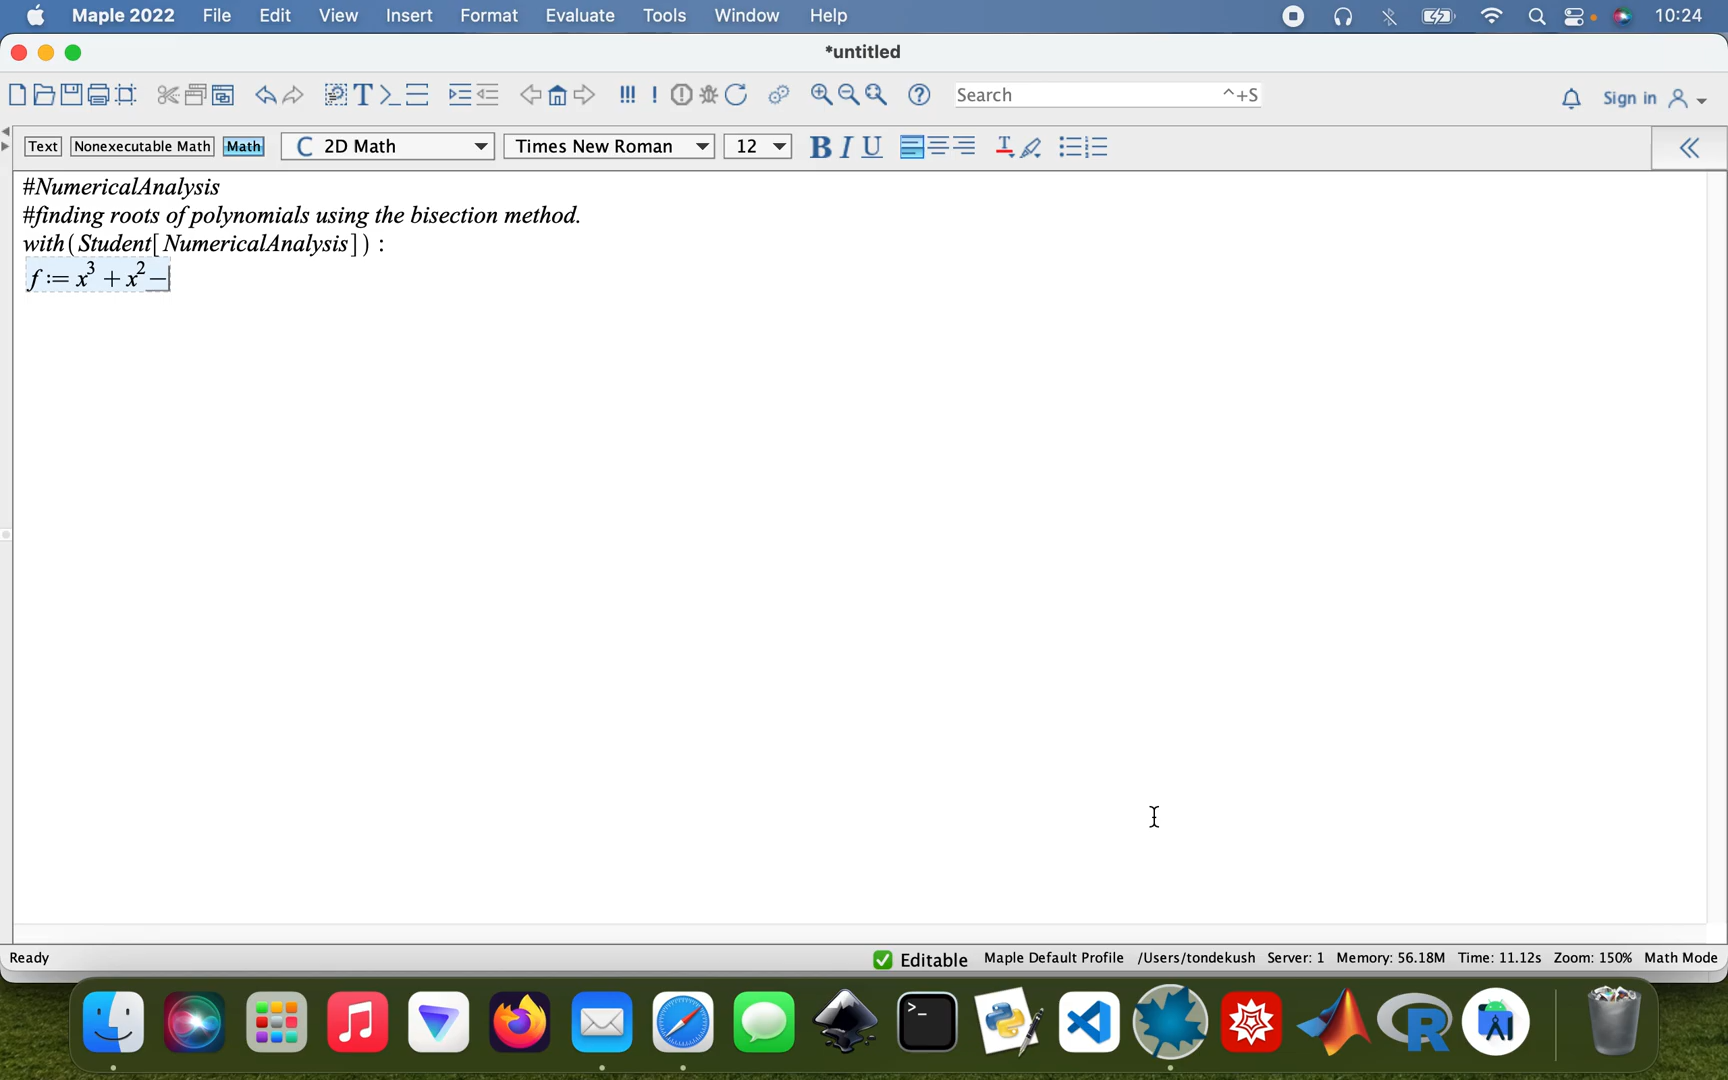 Maple 2022 File Edit View Insert Format Evaluate Tools Window Help 10:24
*untitled
Search ^+S Sign in
Text Nonexecutable Math Math C 2D Math Times New Roman 12 B I U
#NumericalAnalysis
#finding roots of polynomials using the bisection method.
with(Student[NumericalAnalysis]) :
f := x³ + x² −
Ready Editable Maple Default Profile /Users/tondekush Server: 1 Memory: 56.18M Time: 11.12s Zoom: 150% Math Mode